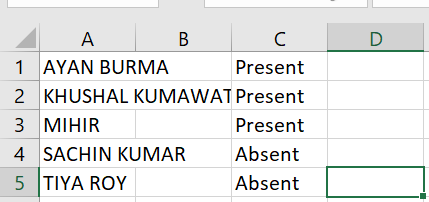 A B C D
1 AYAN BURMA Present
2 KHUSHAL KUMAWAT Present
3 MIHIR Present
4 SACHIN KUMAR Absent
5 TIYA ROY Absent